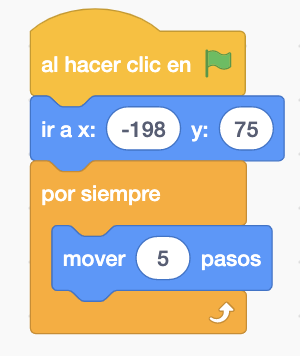 al hacer clic en
ir a x: -198 y: 75
por siempre
mover 5 pasos